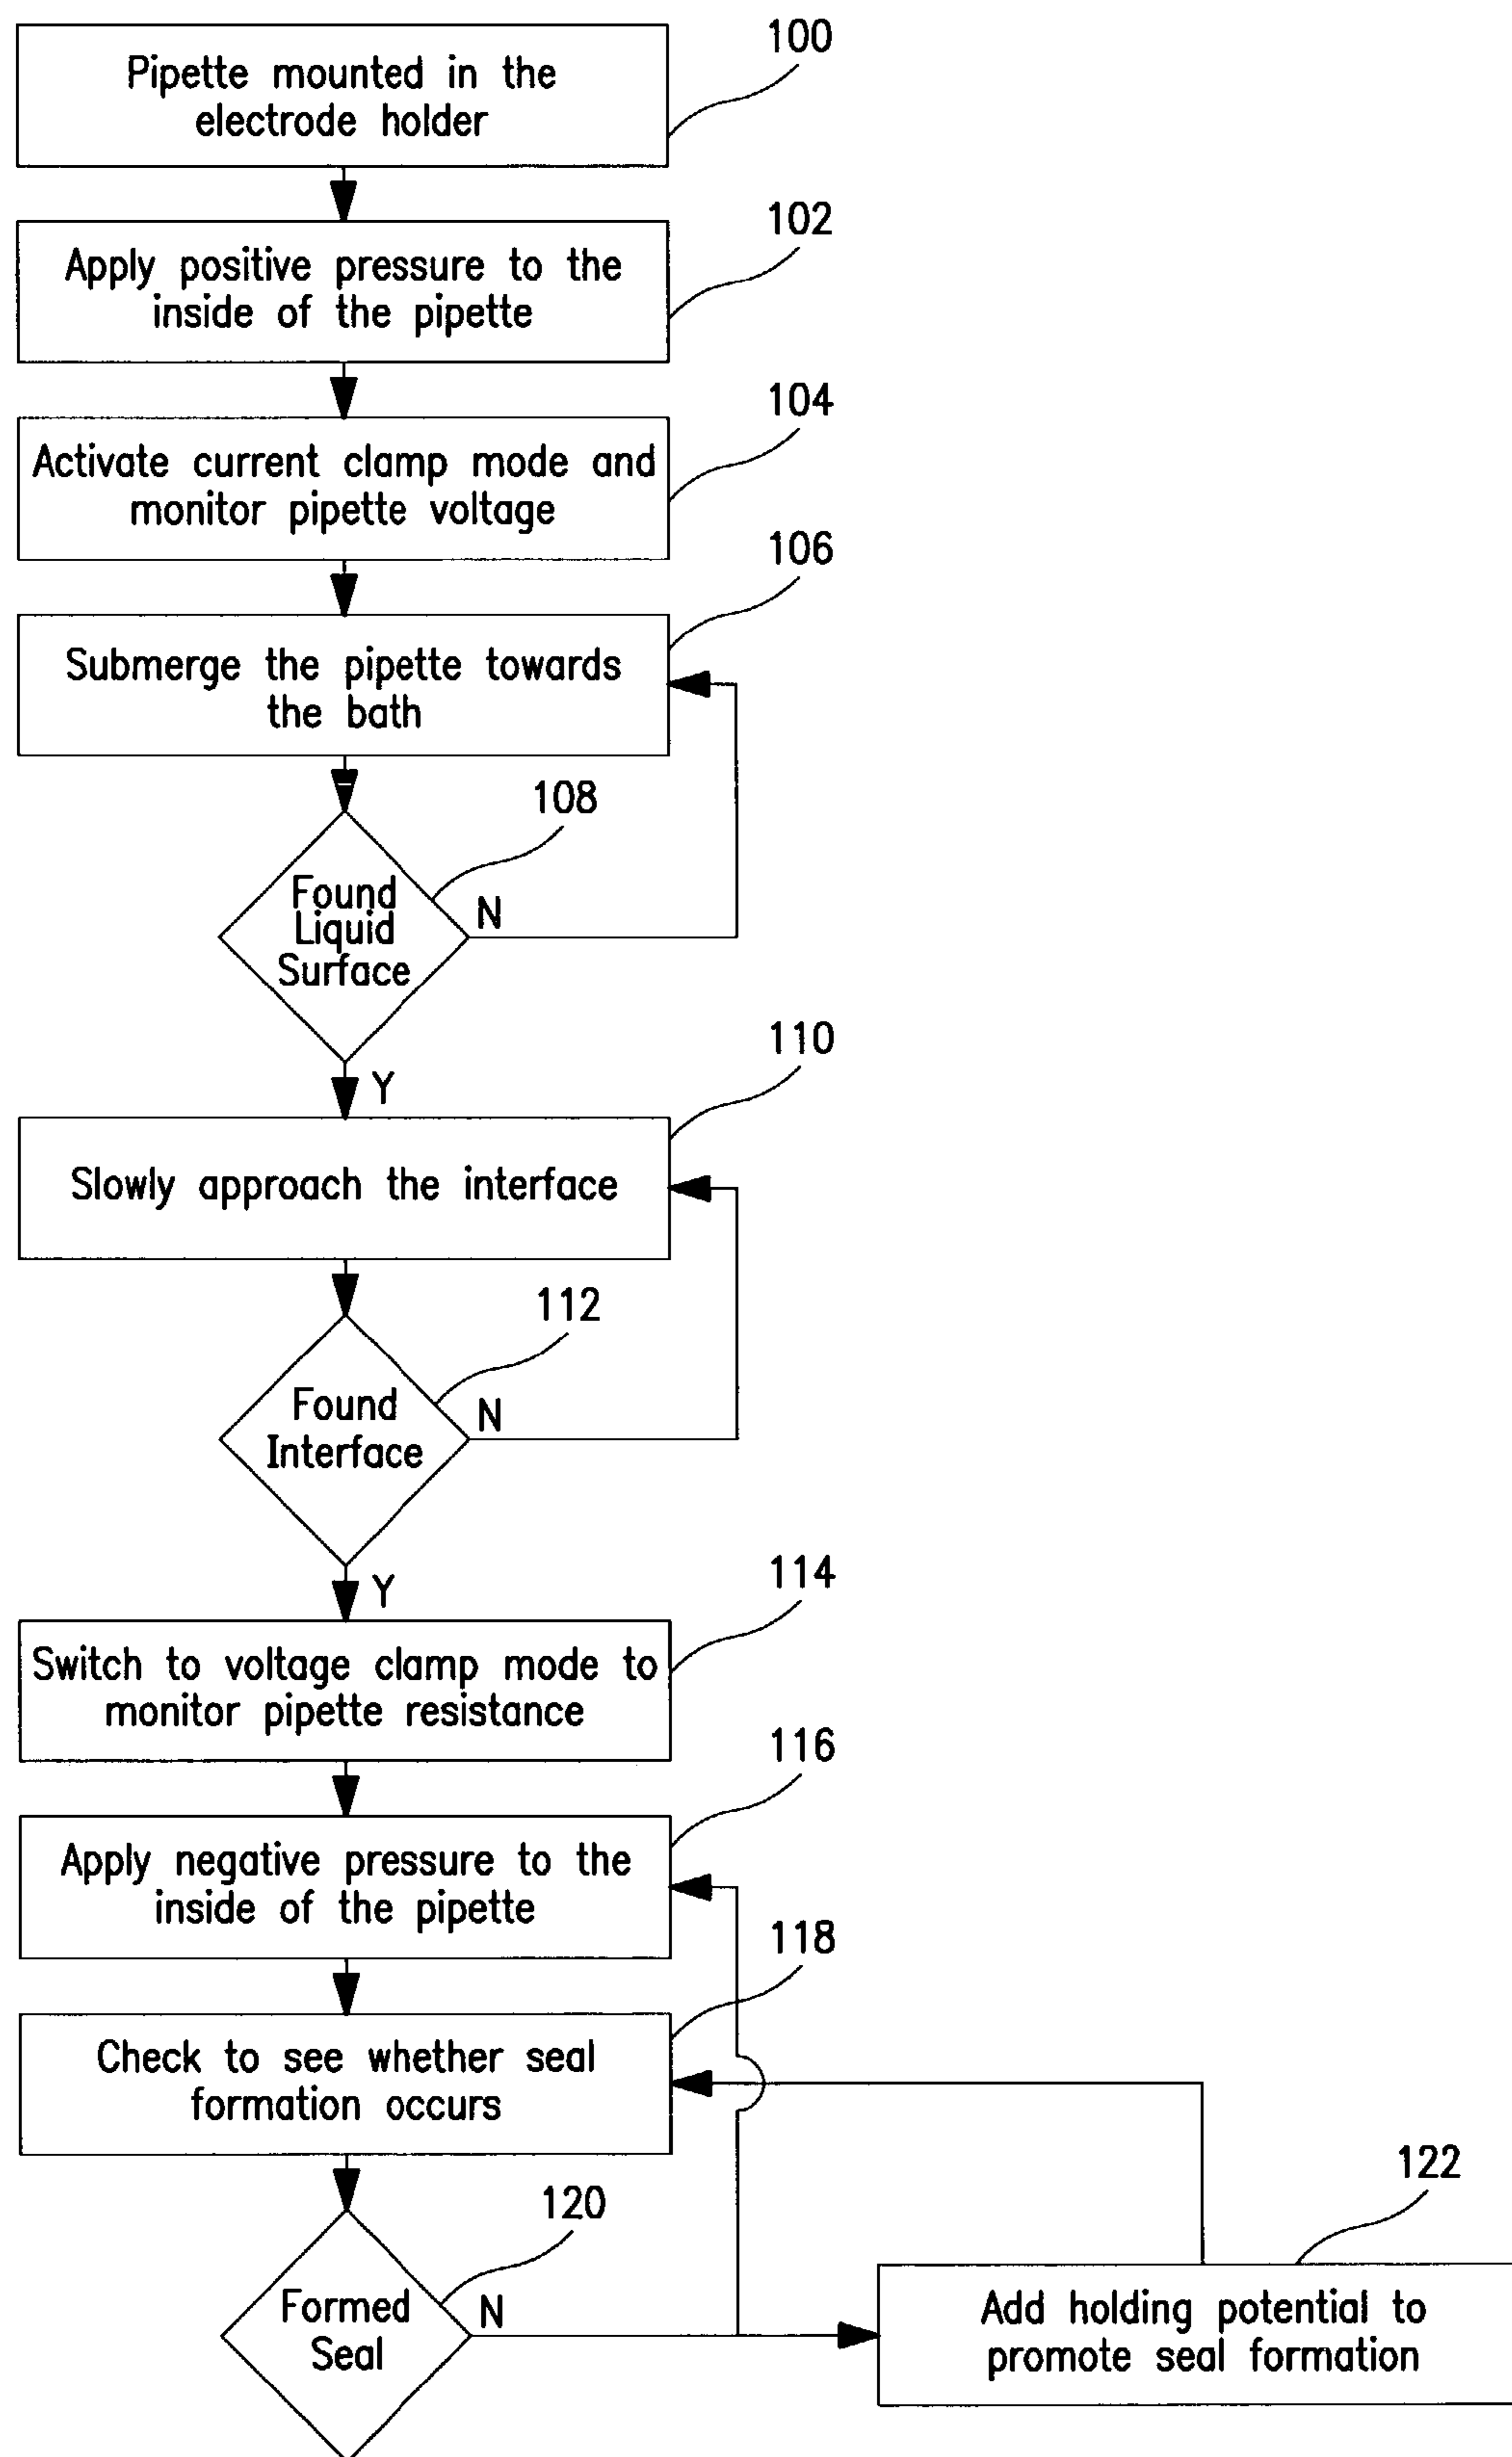 100
Pipette mounted in the
electrode holder
102
Apply positive pressure to the
inside of the pipette
104
Activate current clamp mode and
monitor pipette voltage
106
Submerge the pipette towards
the bath
108
Found
Liquid
Surface
N
Y
110
Slowly approach the interface
112
Found
Interface
N
Y
114
Switch to voltage clamp mode to
monitor pipette resistance
116
Apply negative pressure to the
inside of the pipette
118
Check to see whether seal
formation occurs
120
Formed
Seal
N
122
Add holding potential to
promote seal formation